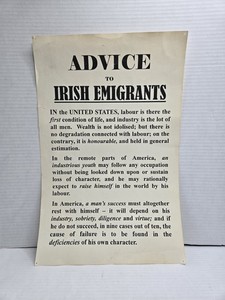 ADVICE
TO
IRISH EMIGRANTS
IN the UNITED STATES, labour is there the
first condition of life, and industry is the lot of
all men. Wealth is not idolised; but there is
no degradation connected with labour; on the
contrary, it is honourable, and held in general
estimation.
In the remote parts of America, an
industrious youth may follow any occupation
without being looked down upon or sustain
loss of character, and he may rationally
expect to raise himself in the world by his
labour.
In America, a man's success must altogether
rest with himself – it will depend on his
industry, sobriety, diligence and virtue; and if
he do not succeed, in nine cases out of ten, the
cause of failure is to be found in the
deficiencies of his own character.